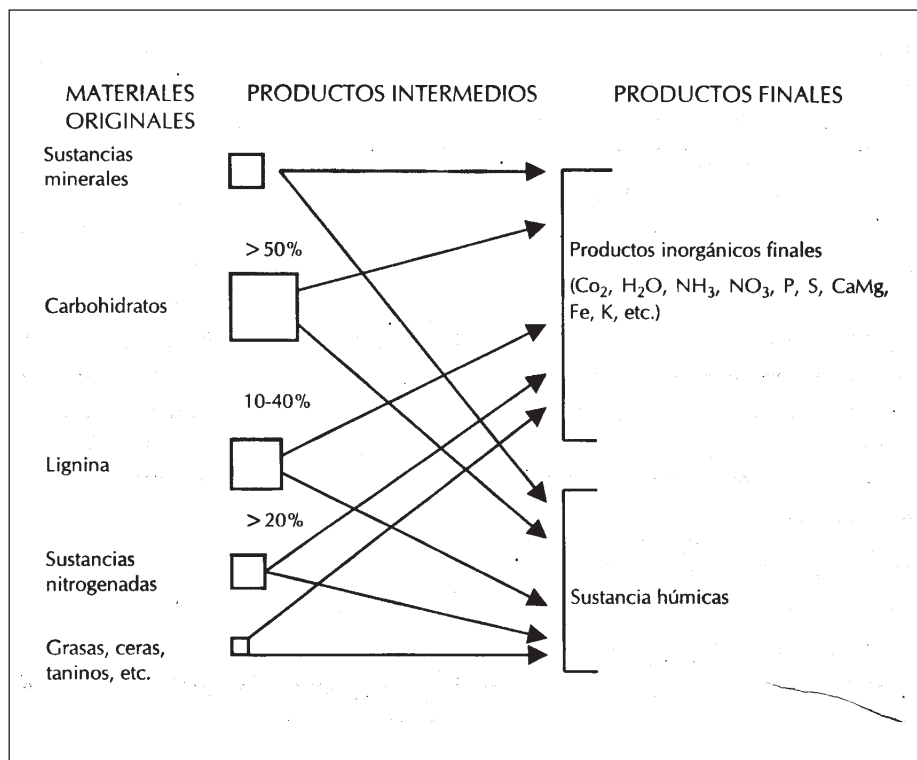 MATERIALES
ORIGINALES
PRODUCTOS INTERMEDIOS
PRODUCTOS FINALES
Sustancias
minerales
>50%
Carbohidratos
10-40%
Lignina
>20%
Sustancias
nitrogenadas
Grasas, ceras,
taninos, etc.
Productos inorgánicos finales
(Co₂, H₂O, NH₃, NO₃, P, S, CaMg,
Fe, K, etc.)
Sustancia húmicas